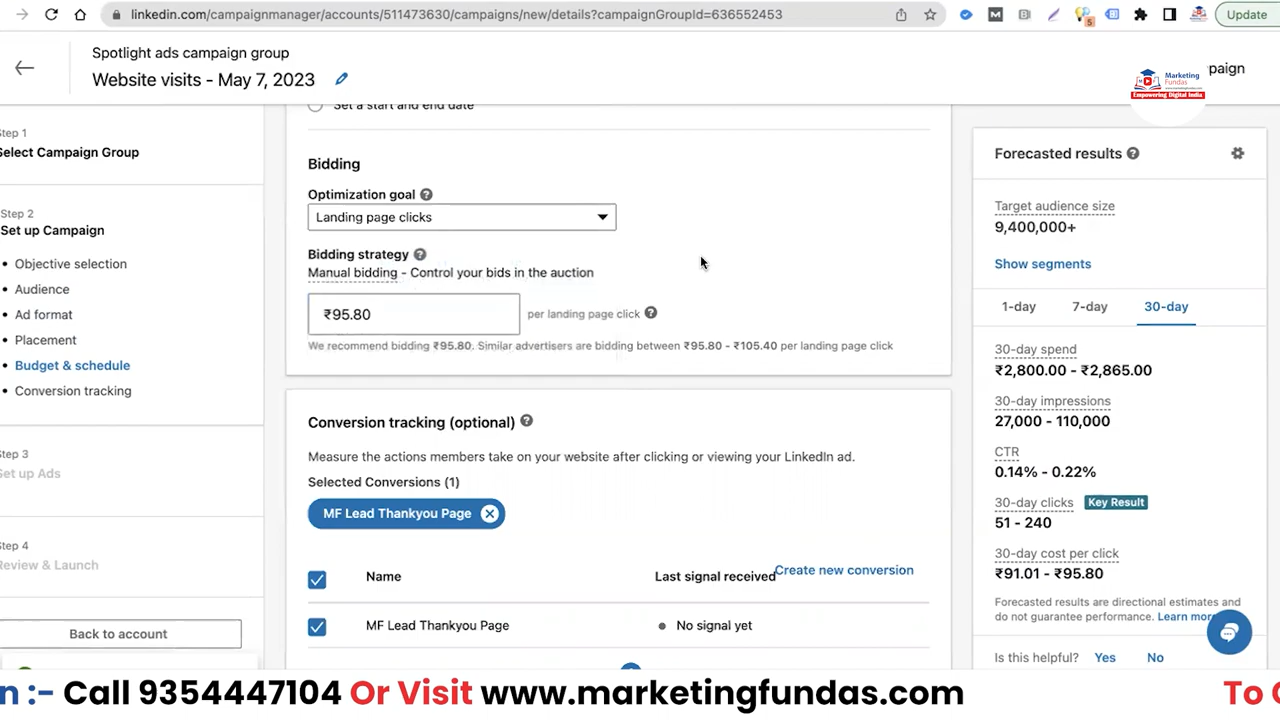 linkedin.com/campaignmanager/accounts/511473630/campaigns/new/details?campaignGroupId=636552453
5
Update
Spotlight ads campaign group
Website visits - May 7, 2023
Marketing
Fundas
www.marketingfundas.com
Empowering Digital India
paign
Step 1
Select Campaign Group
Step 2
Set up Campaign
• Objective selection
• Audience
• Ad format
• Placement
• Budget & schedule
• Conversion tracking
Step 3
Set up Ads
Step 4
Review & Launch
Back to account
Set a start and end date
Bidding
Optimization goal
Landing page clicks
Bidding strategy
Manual bidding - Control your bids in the auction
₹95.80
per landing page click
We recommend bidding ₹95.80. Similar advertisers are bidding between ₹95.80 - ₹105.40 per landing page click
Conversion tracking (optional)
Measure the actions members take on your website after clicking or viewing your LinkedIn ad.
Selected Conversions (1)
MF Lead Thankyou Page
Name
Last signal received
Create new conversion
MF Lead Thankyou Page
No signal yet
Forecasted results
Target audience size
9,400,000+
Show segments
1-day 7-day 30-day
30-day spend
₹2,800.00 - ₹2,865.00
30-day impressions
27,000 - 110,000
CTR
0.14% - 0.22%
30-day clicks Key Result
51 - 240
30-day cost per click
₹91.01 - ₹95.80
Forecasted results are directional estimates and
do not guarantee performance. Learn more
Is this helpful? Yes No
n :- Call 9354447104 Or Visit www.marketingfundas.com To C